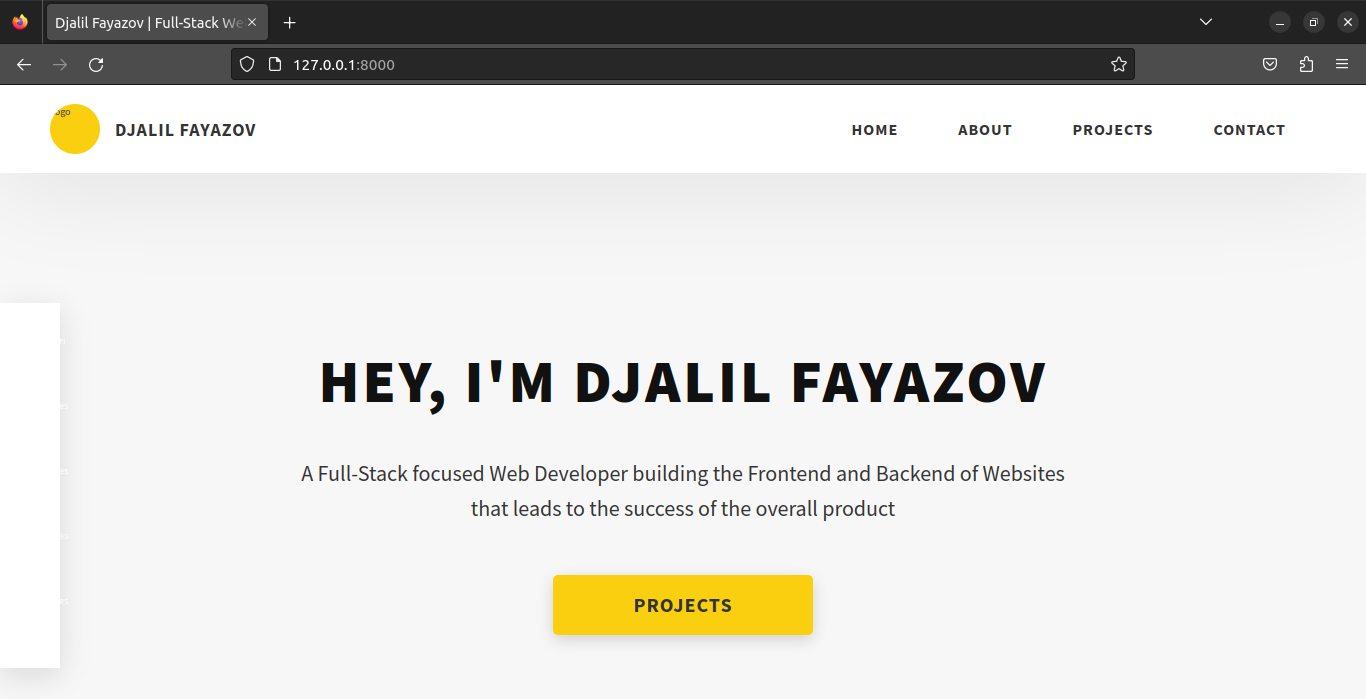 Djalil Fayazov | Full-Stack We
127.0.0.1:8000
DJALIL FAYAZOV
HOME
ABOUT
PROJECTS
CONTACT
HEY, I'M DJALIL FAYAZOV
A Full-Stack focused Web Developer building the Frontend and Backend of Websites
that leads to the success of the overall product
PROJECTS